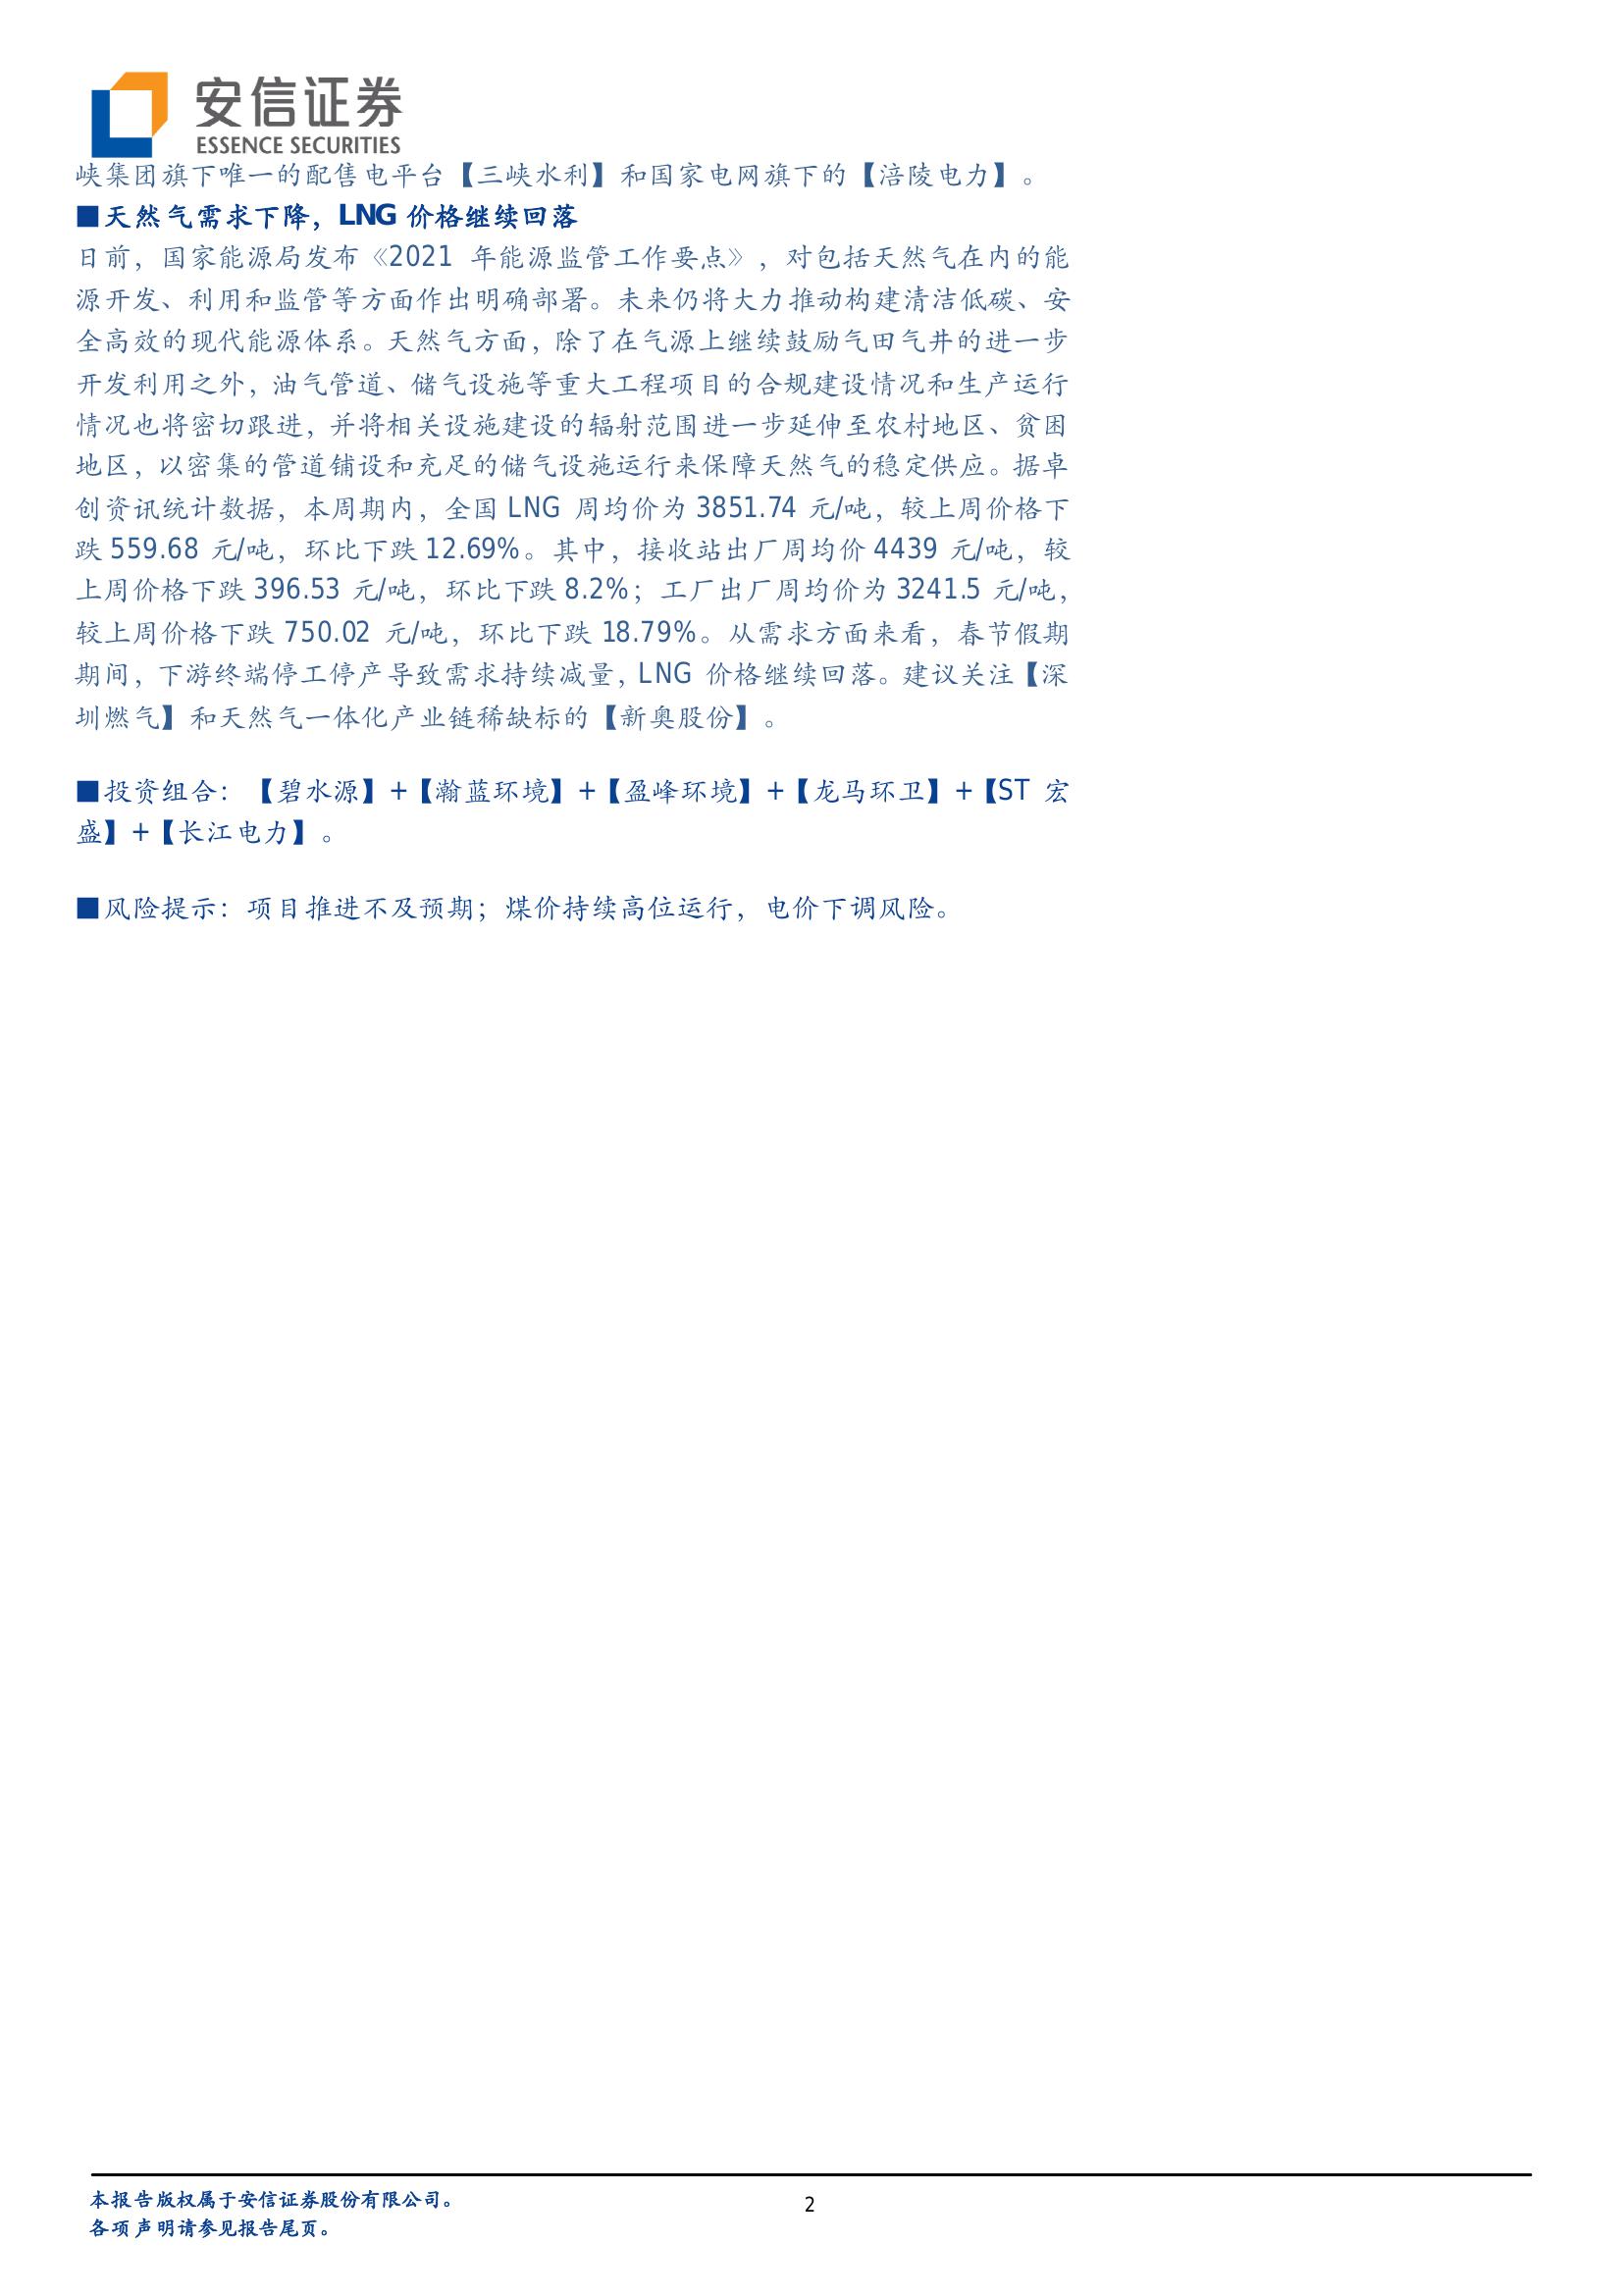 安信证券
ESSENCE SECURITIES
峡集团旗下唯一的配售电平台【三峡水利】和国家电网旗下的【涪陵电力】。
■天然气需求下降，LNG 价格继续回落
日前，国家能源局发布《2021 年能源监管工作要点》，对包括天然气在内的能
源开发、利用和监管等方面作出明确部署。未来仍将大力推动构建清洁低碳、安
全高效的现代能源体系。天然气方面，除了在气源上继续鼓励气田气井的进一步
开发利用之外，油气管道、储气设施等重大工程项目的合规建设情况和生产运行
情况也将密切跟进，并将相关设施建设的辐射范围进一步延伸至农村地区、贫困
地区，以密集的管道铺设和充足的储气设施运行来保障天然气的稳定供应。据卓
创资讯统计数据，本周期内，全国 LNG 周均价为 3851.74 元/吨，较上周价格下
跌 559.68 元/吨，环比下跌 12.69%。其中，接收站出厂周均价 4439 元/吨，较
上周价格下跌 396.53 元/吨，环比下跌 8.2%；工厂出厂周均价为 3241.5 元/吨，
较上周价格下跌 750.02 元/吨，环比下跌 18.79%。从需求方面来看，春节假期
期间，下游终端停工停产导致需求持续减量，LNG 价格继续回落。建议关注【深
圳燃气】和天然气一体化产业链稀缺标的【新奥股份】。
■投资组合：【碧水源】+【瀚蓝环境】+【盈峰环境】+【龙马环卫】+【ST 宏
盛】+【长江电力】。
■风险提示：项目推进不及预期；煤价持续高位运行，电价下调风险。
本报告版权属于安信证券股份有限公司。
2
各项声明请参见报告尾页。